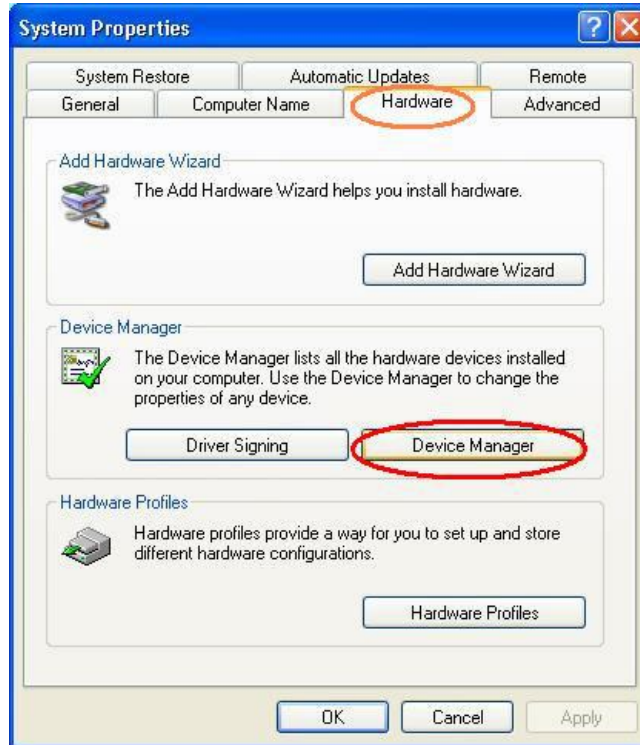 System Properties
System Restore Automatic Updates Remote
General Computer Name Hardware Advanced
Add Hardware Wizard
The Add Hardware Wizard helps you install hardware.
Add Hardware Wizard
Device Manager
The Device Manager lists all the hardware devices installed
on your computer. Use the Device Manager to change the
properties of any device.
Driver Signing Device Manager
Hardware Profiles
Hardware profiles provide a way for you to set up and store
different hardware configurations.
Hardware Profiles
OK Cancel Apply